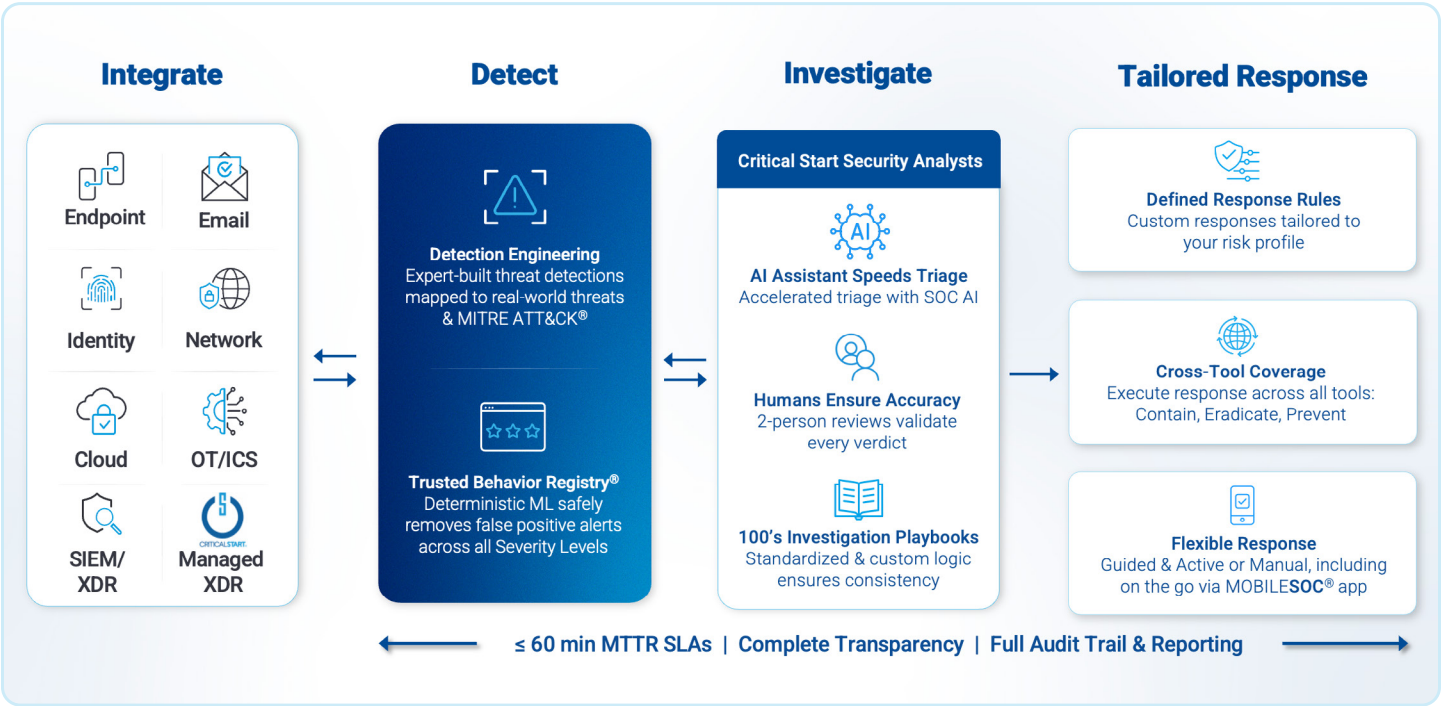 Integrate
Endpoint
Email
Identity
Network
Cloud
OT/ICS
SIEM/
XDR
CRITICALSTART.
Managed
XDR
Detect
Detection Engineering
Expert-built threat detections
mapped to real-world threats
& MITRE ATT&CK®
Trusted Behavior Registry®
Deterministic ML safely
removes false positive alerts
across all Severity Levels
Investigate
Critical Start Security Analysts
AI
AI Assistant Speeds Triage
Accelerated triage with SOC AI
Humans Ensure Accuracy
2-person reviews validate
every verdict
100’s Investigation Playbooks
Standardized & custom logic
ensures consistency
Tailored Response
Defined Response Rules
Custom responses tailored to
your risk profile
Cross-Tool Coverage
Execute response across all tools:
Contain, Eradicate, Prevent
Flexible Response
Guided & Active or Manual, including
on the go via MOBILESOC® app
≤ 60 min MTTR SLAs | Complete Transparency | Full Audit Trail & Reporting